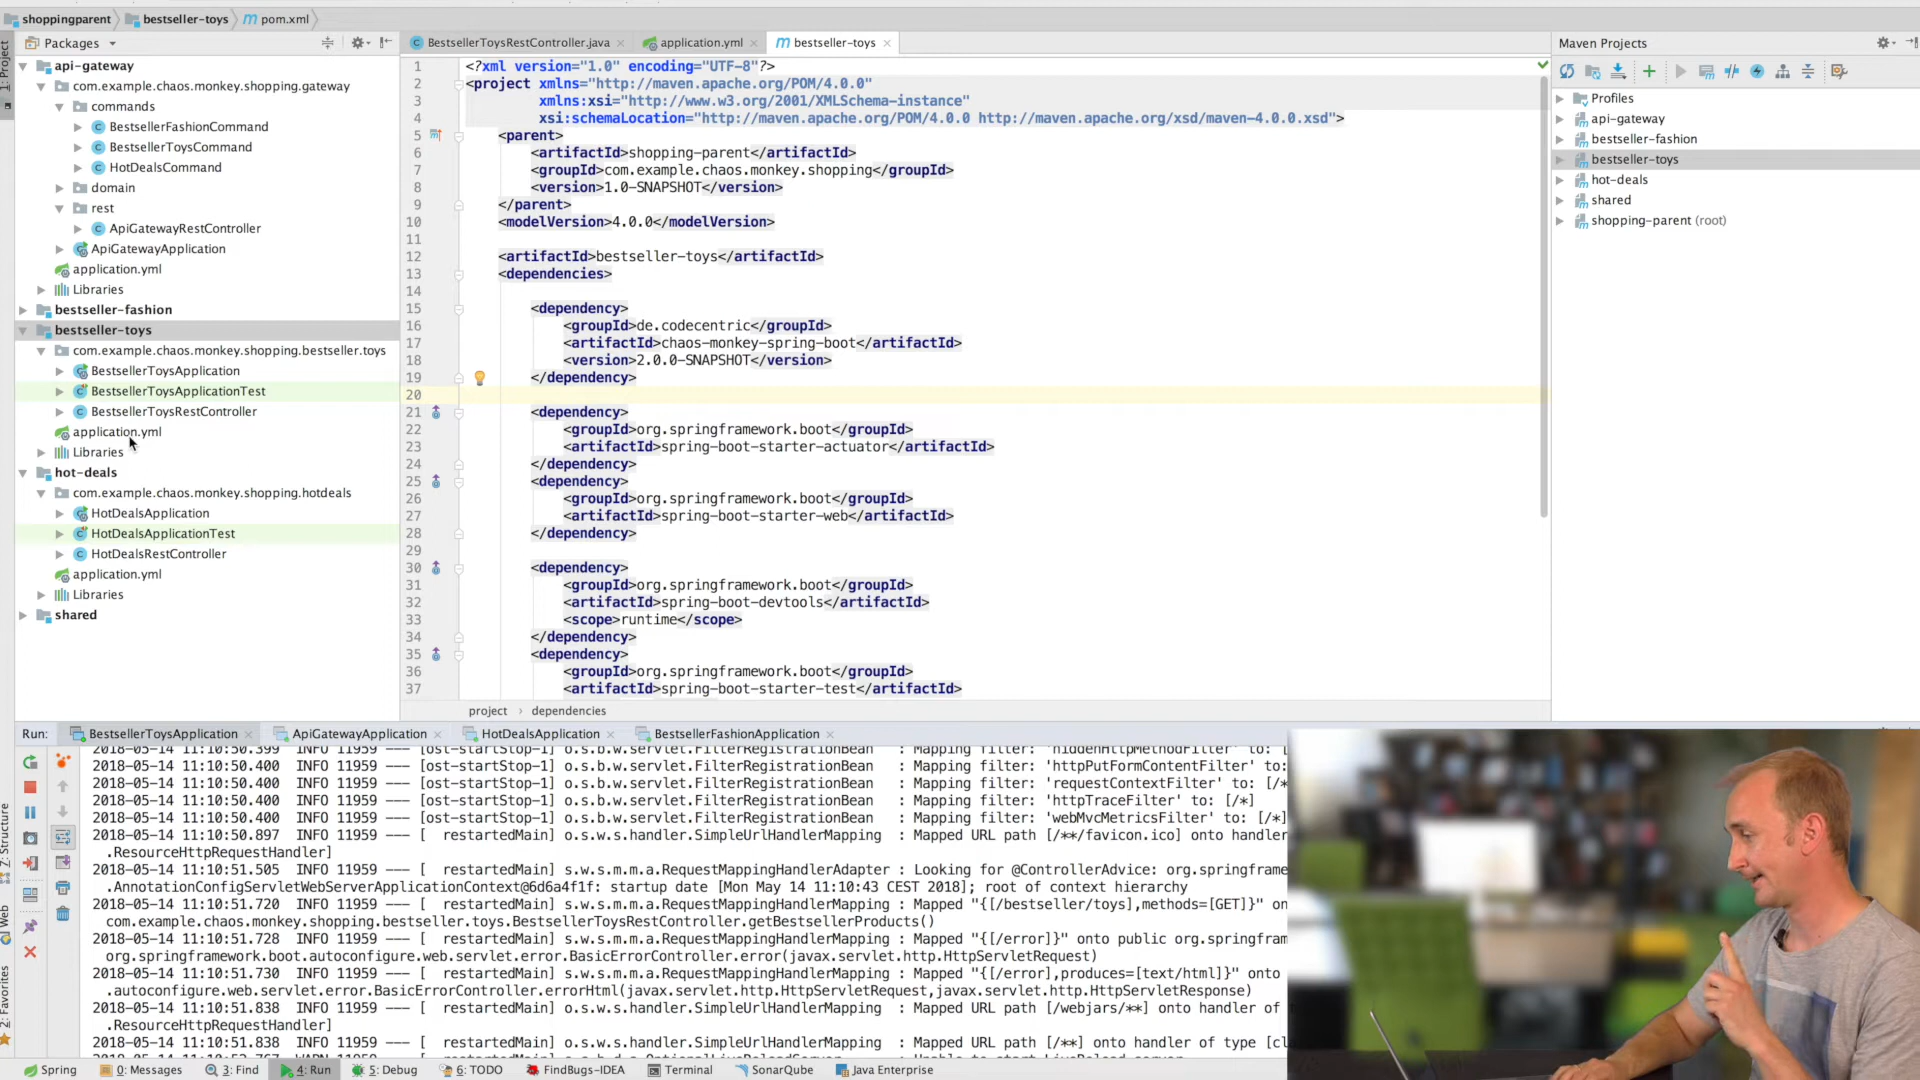 shoppingparent bestseller-toys pom.xml
Packages
api-gateway
com.example.chaos.monkey.shopping.gateway
commands
BestsellerFashionCommand
BestsellerToysCommand
HotDealsCommand
domain
rest
ApiGatewayRestController
ApiGatewayApplication
application.yml
Libraries
bestseller-fashion
bestseller-toys
com.example.chaos.monkey.shopping.bestseller.toys
BestsellerToysApplication
BestsellerToysApplicationTest
BestsellerToysRestController
application.yml
Libraries
hot-deals
com.example.chaos.monkey.shopping.hotdeals
HotDealsApplication
HotDealsApplicationTest
HotDealsRestController
application.yml
Libraries
shared
1: Project
Z: Structure
Web
2: Favorites
BestsellerToysRestController.java application.yml bestseller-toys
1 <?xml version="1.0" encoding="UTF-8"?>
2 <project xmlns="http://maven.apache.org/POM/4.0.0"
3 xmlns:xsi="http://www.w3.org/2001/XMLSchema-instance"
4 xsi:schemaLocation="http://maven.apache.org/POM/4.0.0 http://maven.apache.org/xsd/maven-4.0.0.xsd">
5 <parent>
6 <artifactId>shopping-parent</artifactId>
7 <groupId>com.example.chaos.monkey.shopping</groupId>
8 <version>1.0-SNAPSHOT</version>
9 </parent>
10 <modelVersion>4.0.0</modelVersion>
11
12 <artifactId>bestseller-toys</artifactId>
13 <dependencies>
14
15 <dependency>
16 <groupId>de.codecentric</groupId>
17 <artifactId>chaos-monkey-spring-boot</artifactId>
18 <version>2.0.0-SNAPSHOT</version>
19 </dependency>
20
21 <dependency>
22 <groupId>org.springframework.boot</groupId>
23 <artifactId>spring-boot-starter-actuator</artifactId>
24 </dependency>
25 <dependency>
26 <groupId>org.springframework.boot</groupId>
27 <artifactId>spring-boot-starter-web</artifactId>
28 </dependency>
29
30 <dependency>
31 <groupId>org.springframework.boot</groupId>
32 <artifactId>spring-boot-devtools</artifactId>
33 <scope>runtime</scope>
34 </dependency>
35 <dependency>
36 <groupId>org.springframework.boot</groupId>
37 <artifactId>spring-boot-starter-test</artifactId>
project › dependencies
Maven Projects
Profiles
api-gateway
bestseller-fashion
bestseller-toys
hot-deals
shared
shopping-parent (root)
Run: BestsellerToysApplication ApiGatewayApplication HotDealsApplication BestsellerFashionApplication
2018-05-14 11:10:50.399 INFO 11959 --- [ost-startStop-1] o.s.b.w.servlet.FilterRegistrationBean : Mapping filter: 'hiddenHttpMethodFilter' to: [
2018-05-14 11:10:50.400 INFO 11959 --- [ost-startStop-1] o.s.b.w.servlet.FilterRegistrationBean : Mapping filter: 'httpPutFormContentFilter' to:
2018-05-14 11:10:50.400 INFO 11959 --- [ost-startStop-1] o.s.b.w.servlet.FilterRegistrationBean : Mapping filter: 'requestContextFilter' to: [/*
2018-05-14 11:10:50.400 INFO 11959 --- [ost-startStop-1] o.s.b.w.servlet.FilterRegistrationBean : Mapping filter: 'httpTraceFilter' to: [/*]
2018-05-14 11:10:50.400 INFO 11959 --- [ost-startStop-1] o.s.b.w.servlet.FilterRegistrationBean : Mapping filter: 'webMvcMetricsFilter' to: [/*]
2018-05-14 11:10:50.897 INFO 11959 --- [ restartedMain] s.w.s.handler.SimpleUrlHandlerMapping : Mapped URL path [/**/favicon.ico] onto handler
.ResourceHttpRequestHandler]
2018-05-14 11:10:51.505 INFO 11959 --- [ restartedMain] s.w.s.m.m.a.RequestMappingHandlerAdapter : Looking for @ControllerAdvice: org.springframe
.AnnotationConfigServletWebServerApplicationContext@6d6a4f1f: startup date [Mon May 14 11:10:43 CEST 2018]; root of context hierarchy
2018-05-14 11:10:51.720 INFO 11959 --- [ restartedMain] s.w.s.m.m.a.RequestMappingHandlerMapping : Mapped "{[/bestseller/toys],methods=[GET]}" on
com.example.chaos.monkey.shopping.bestseller.toys.BestsellerToysRestController.getBestsellerProducts()
2018-05-14 11:10:51.728 INFO 11959 --- [ restartedMain] s.w.s.m.m.a.RequestMappingHandlerMapping : Mapped "{[/error]}" onto public org.springfram
org.springframework.boot.autoconfigure.web.servlet.error.BasicErrorController.error(javax.servlet.http.HttpServletRequest)
2018-05-14 11:10:51.730 INFO 11959 --- [ restartedMain] s.w.s.m.m.a.RequestMappingHandlerMapping : Mapped "{[/error],produces=[text/html]}" onto
.autoconfigure.web.servlet.error.BasicErrorController.errorHtml(javax.servlet.http.HttpServletRequest,javax.servlet.http.HttpServletResponse)
2018-05-14 11:10:51.838 INFO 11959 --- [ restartedMain] o.s.w.s.handler.SimpleUrlHandlerMapping : Mapped URL path [/webjars/**] onto handler of
.ResourceHttpRequestHandler]
2018-05-14 11:10:51.838 INFO 11959 --- [ restartedMain] o.s.w.s.handler.SimpleUrlHandlerMapping : Mapped URL path [/**] onto handler of type [cl
Spring 0: Messages 3: Find 4: Run 5: Debug 6: TODO FindBugs-IDEA Terminal SonarQube Java Enterprise